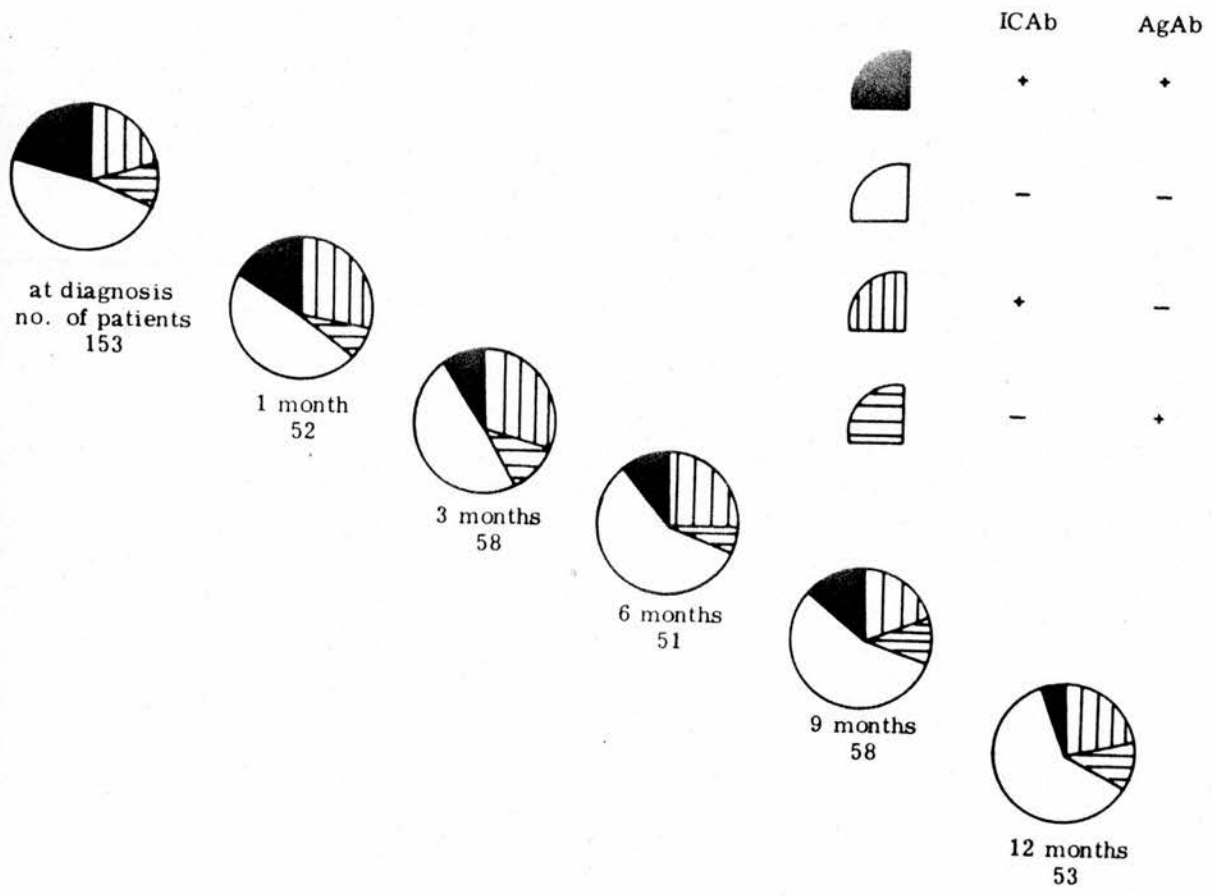 ICAb AgAb
+ +
− −
+ −
− +
at diagnosis
no. of patients
153
1 month
52
3 months
58
6 months
51
9 months
58
12 months
53